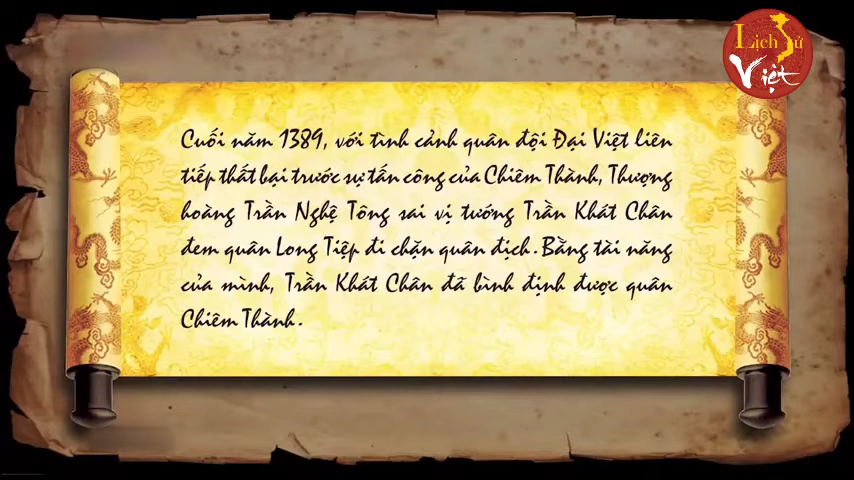 Lịch Sử
Việt
Cuối năm 1389, với tình cảnh quân đội Đại Việt liên
tiếp thất bại trước sự tấn công của Chiêm Thành, Thượng
hoàng Trần Nghệ Tông sai vị tướng Trần Khát Chân
đem quân Long Tiệp đi chặn quân địch. Bằng tài năng
của mình, Trần Khát Chân đã bình định được quân
Chiêm Thành.